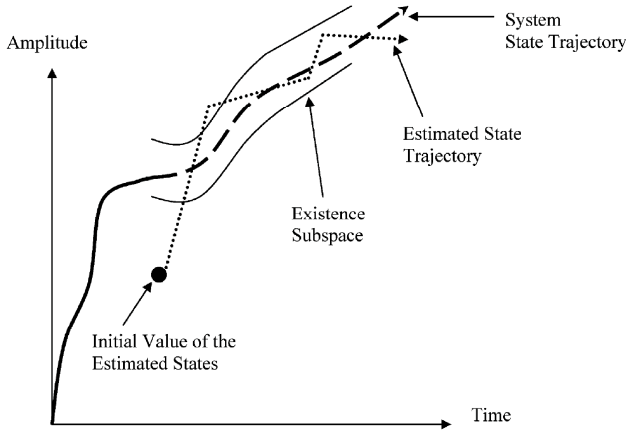 System
State Trajectory
Amplitude
Estimated State
Trajectory
Existence
Subspace
Initial Value of the
Estimated States
Time